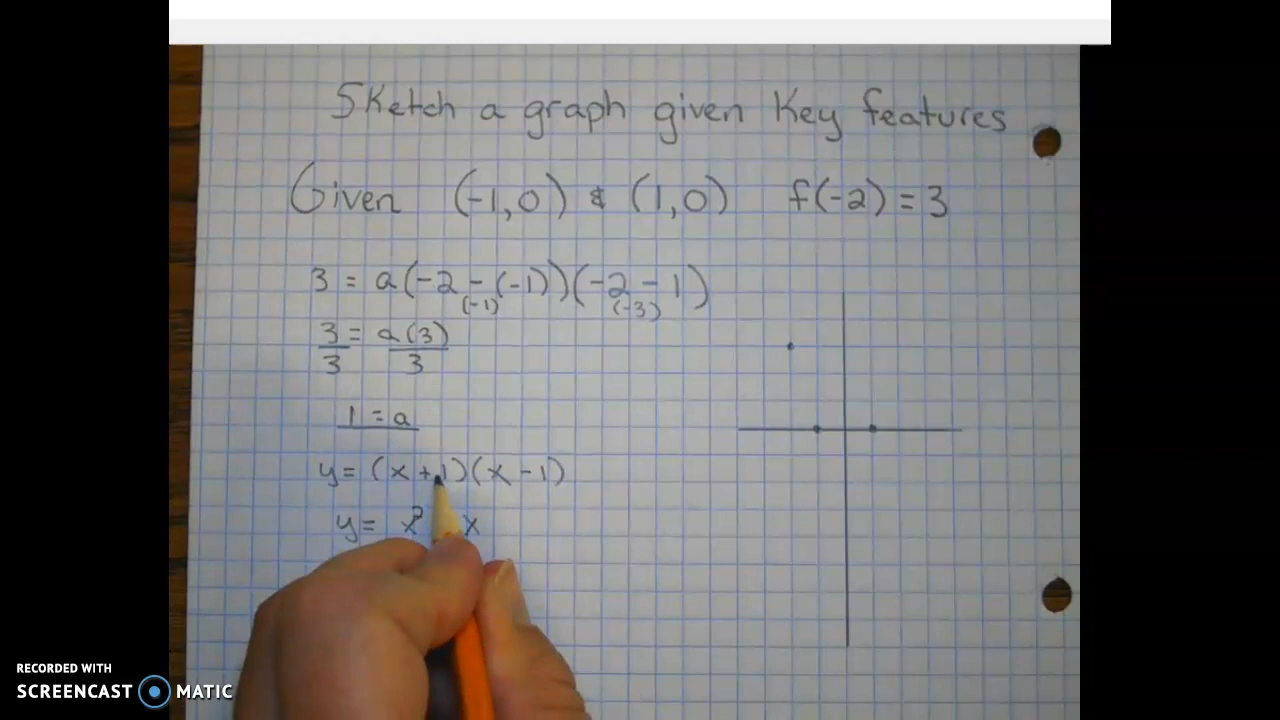 Sketch a graph given Key features
Given (-1,0) & (1,0) f(-2) = 3
3 = a(-2 - (-1))(-2 - 1)
(-1) (-3)
3 = a(3)
3 3
1 = a
y = (x + 1)(x - 1)
y = x² x
RECORDED WITH
SCREENCAST MATIC